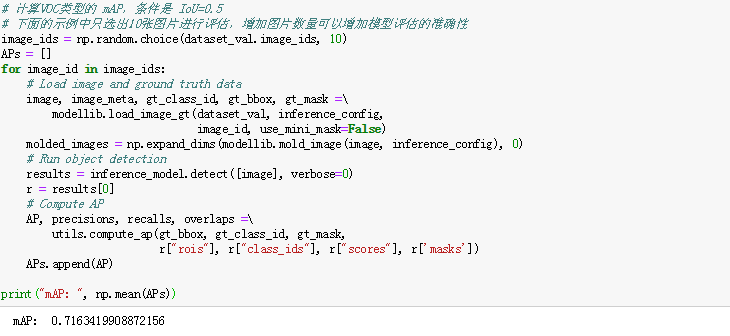 # 计算VOC类型的 mAP，条件是 IoU=0.5
# 下面的示例中只选出10张图片进行评估，增加图片数量可以增加模型评估的准确性
image_ids = np.random.choice(dataset_val.image_ids, 10)
APs = []
for image_id in image_ids:
    # Load image and ground truth data
    image, image_meta, gt_class_id, gt_bbox, gt_mask =\
        modellib.load_image_gt(dataset_val, inference_config,
                               image_id, use_mini_mask=False)
    molded_images = np.expand_dims(modellib.mold_image(image, inference_config), 0)
    # Run object detection
    results = inference_model.detect([image], verbose=0)
    r = results[0]
    # Compute AP
    AP, precisions, recalls, overlaps =\
        utils.compute_ap(gt_bbox, gt_class_id, gt_mask,
                         r["rois"], r["class_ids"], r["scores"], r['masks'])
    APs.append(AP)
print("mAP: ", np.mean(APs))
mAP:  0.7163419908872156